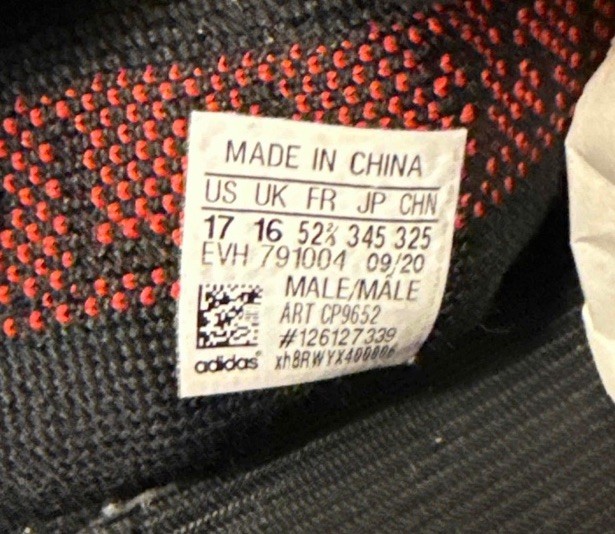 MADE IN CHINA
US UK FR JP CHN
17 16 52⅔ 345 325
EVH 791004 09/20
MALE/MALE
ART CP9652
#126127339
adidas xh8RWYX400006